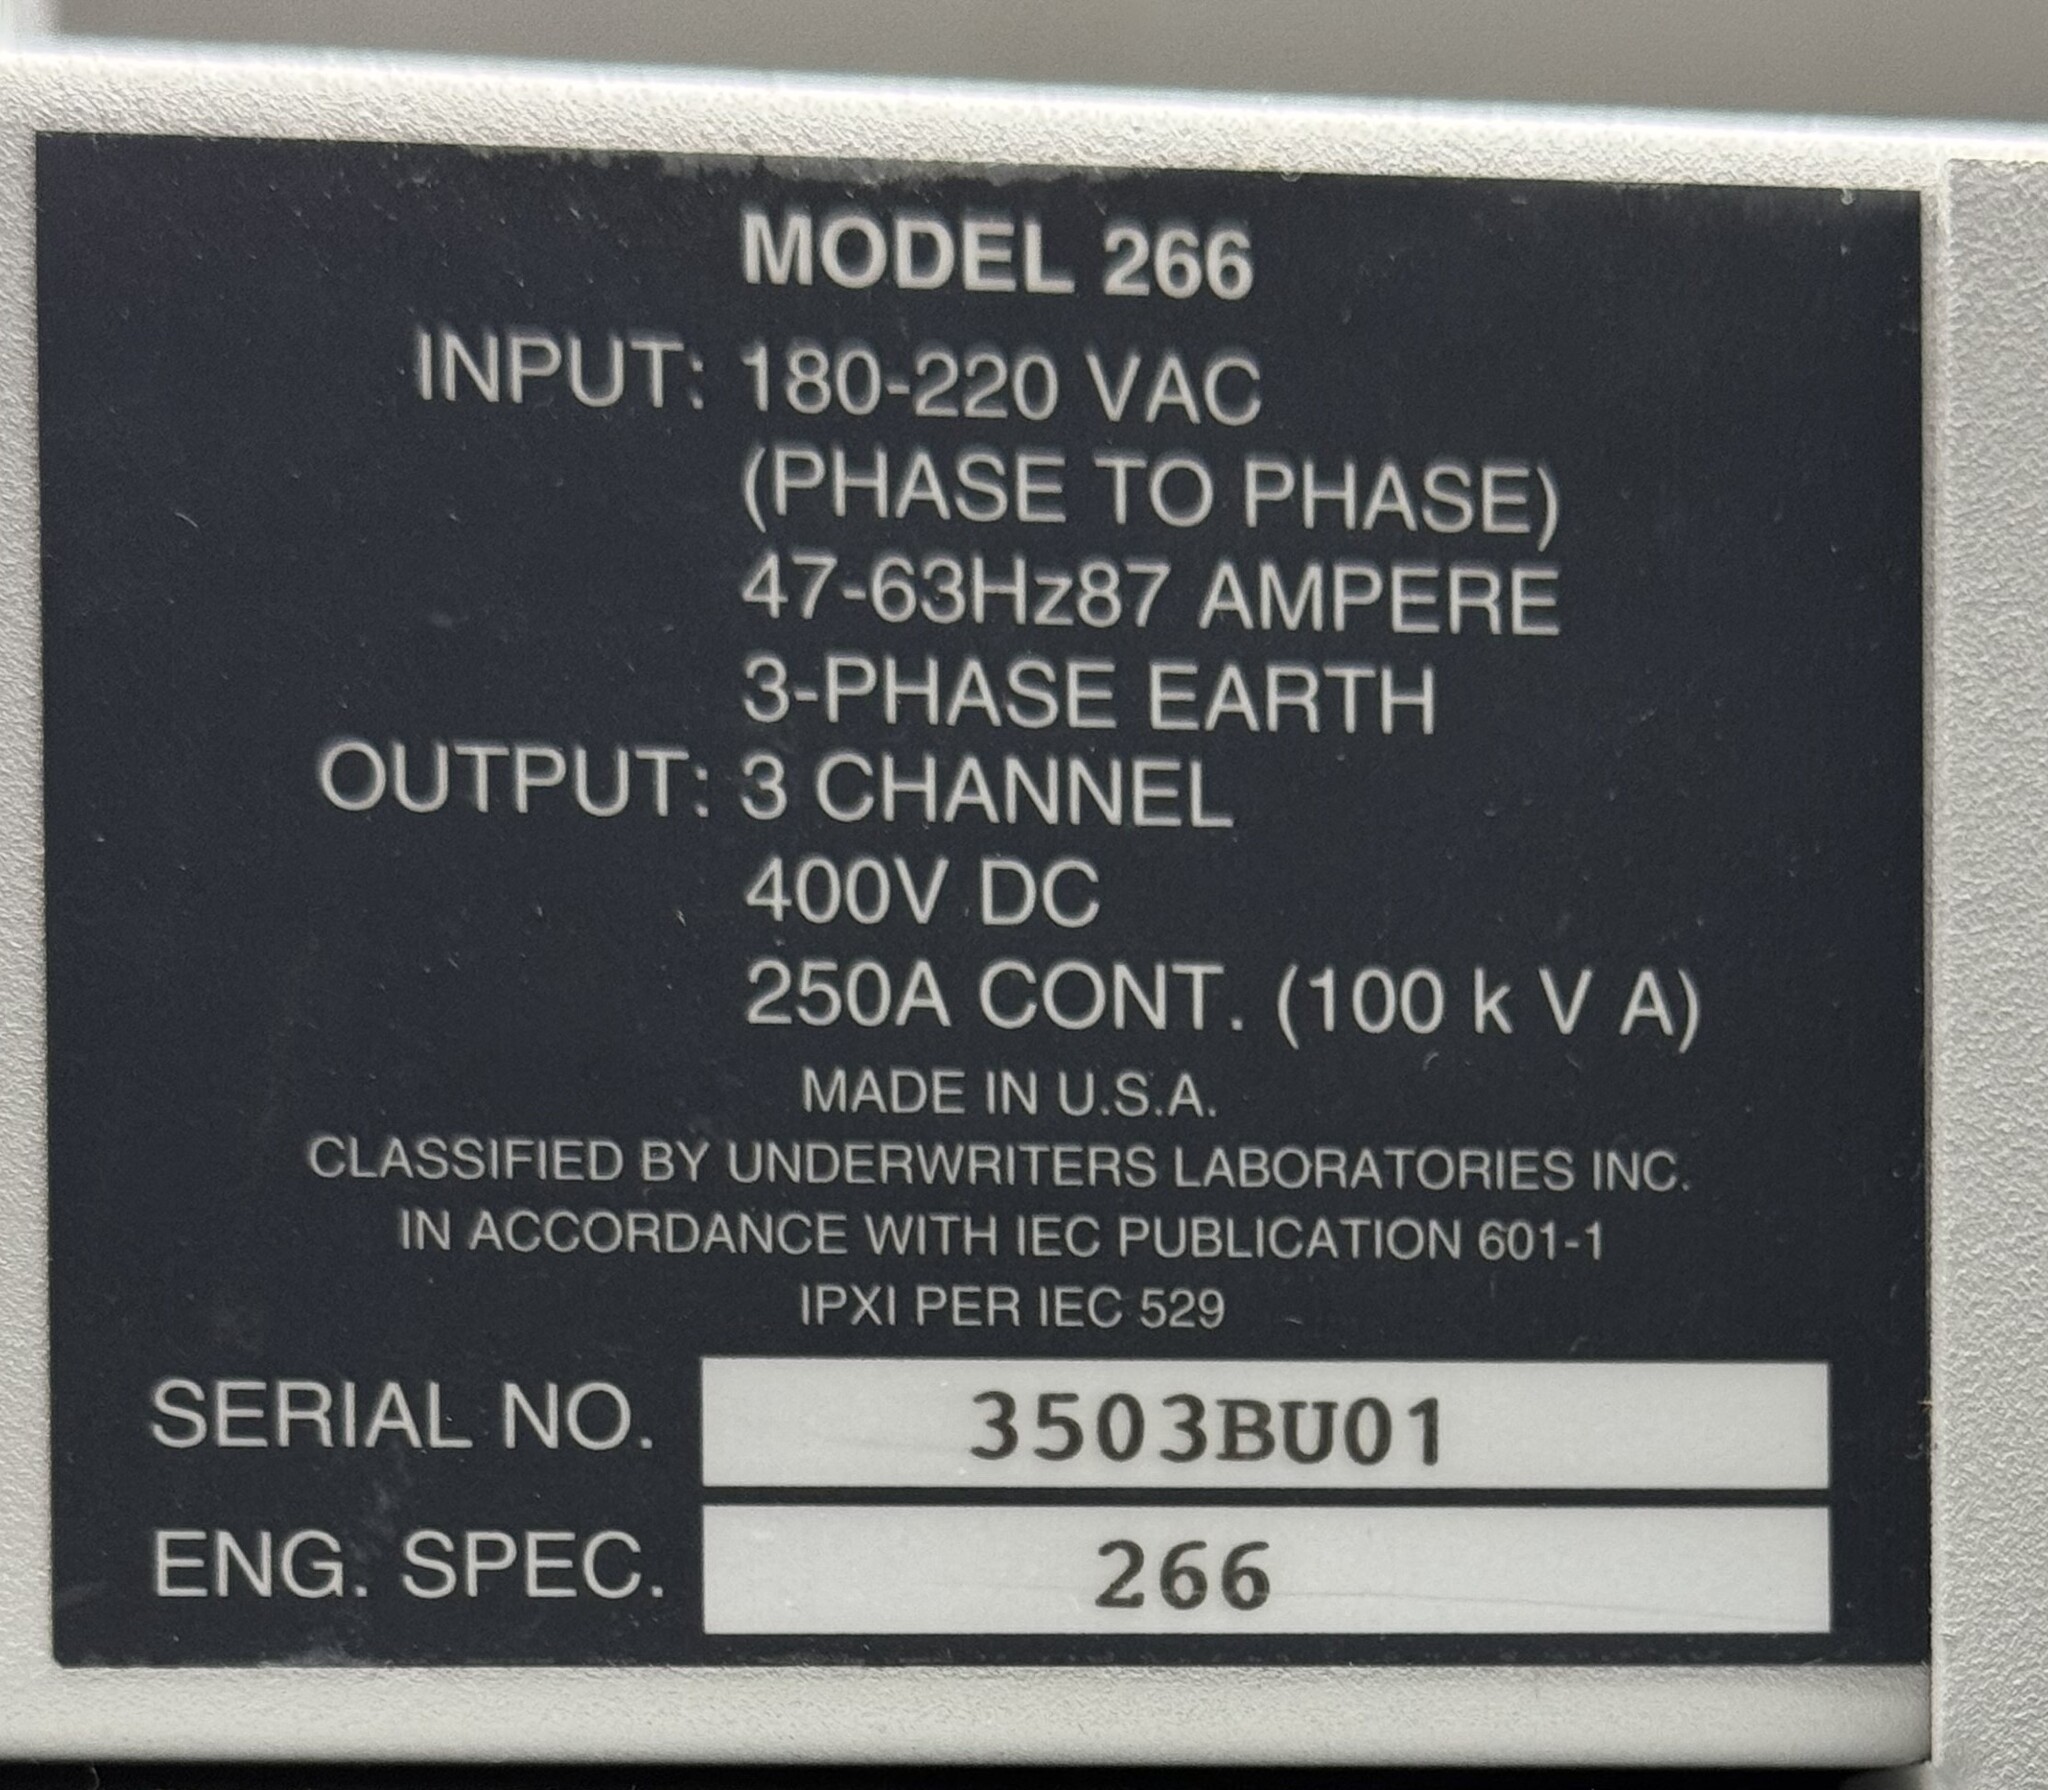 MODEL 266
INPUT: 180-220 VAC
(PHASE TO PHASE)
47-63Hz87 AMPERE
3-PHASE EARTH
OUTPUT: 3 CHANNEL
400V DC
250A CONT. (100 k V A)
MADE IN U.S.A.
CLASSIFIED BY UNDERWRITERS LABORATORIES INC.
IN ACCORDANCE WITH IEC PUBLICATION 601-1
IPXI PER IEC 529
SERIAL NO. 3503BU01
ENG. SPEC. 266